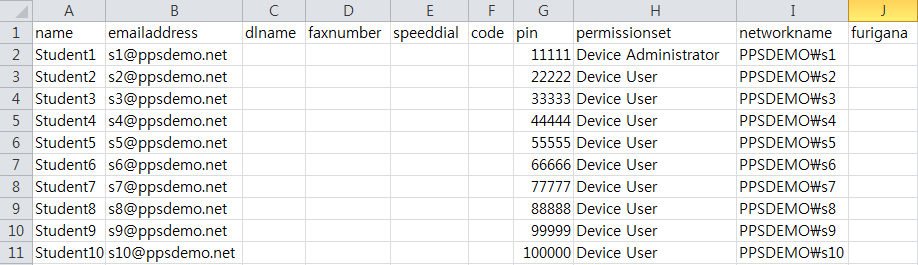 A B C D E F G H I J
1 name emailaddress dlname faxnumber speeddial code pin permissionset networkname furigana
2 Student1 s1@ppsdemo.net 11111 Device Administrator PPSDEMO₩s1
3 Student2 s2@ppsdemo.net 22222 Device User PPSDEMO₩s2
4 Student3 s3@ppsdemo.net 33333 Device User PPSDEMO₩s3
5 Student4 s4@ppsdemo.net 44444 Device User PPSDEMO₩s4
6 Student5 s5@ppsdemo.net 55555 Device User PPSDEMO₩s5
7 Student6 s6@ppsdemo.net 66666 Device User PPSDEMO₩s6
8 Student7 s7@ppsdemo.net 77777 Device User PPSDEMO₩s7
9 Student8 s8@ppsdemo.net 88888 Device User PPSDEMO₩s8
10 Student9 s9@ppsdemo.net 99999 Device User PPSDEMO₩s9
11 Student10 s10@ppsdemo.net 100000 Device User PPSDEMO₩s10